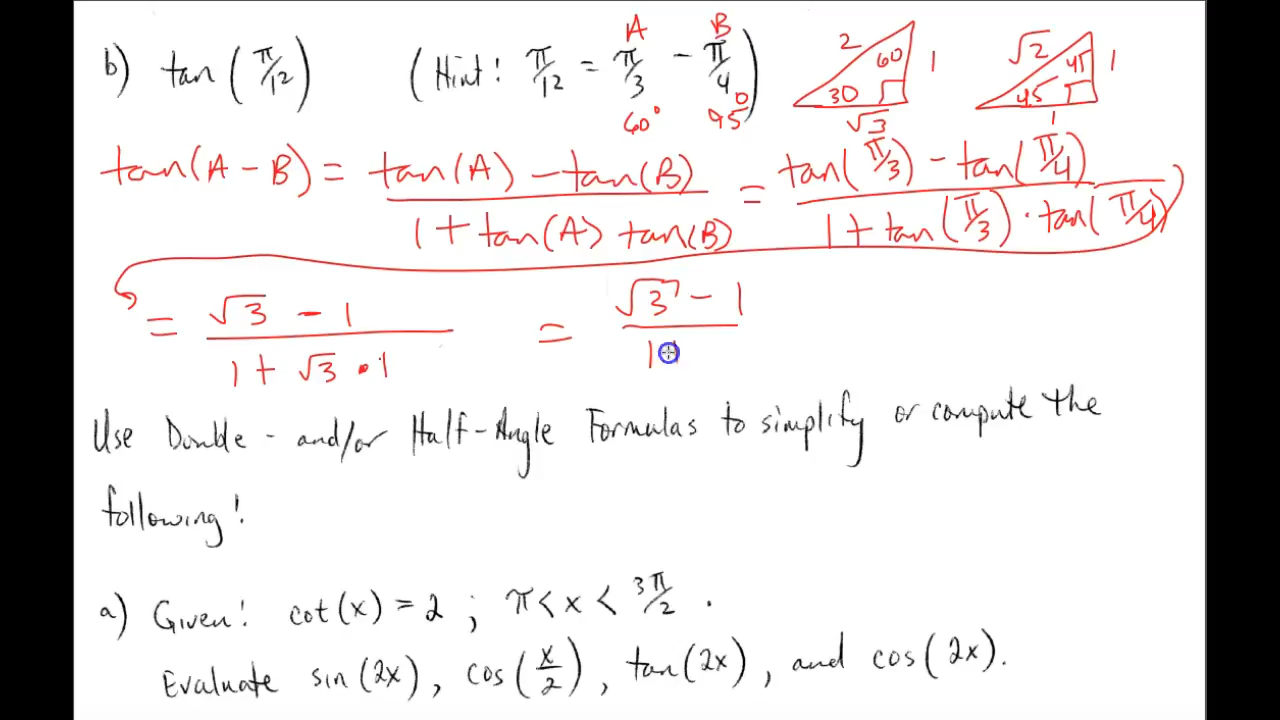 b) tan(π/12) (Hint: π/12 = π/3 - π/4)
A B
60° 45°
2 60 1 30 √3
√2 45 1 45 1
tan(A - B) = tan(A) - tan(B) / 1 + tan(A) tan(B) = tan(π/3) - tan(π/4) / 1 + tan(π/3) · tan(π/4)
= √3 - 1 / 1 + √3 · 1 = √3 - 1 / 1+
Use Double - and/or Half-Angle Formulas to simplify or compute the
following!
a) Given! cot(x) = 2 ; π < x < 3π/2 .
Evaluate sin(2x), cos(x/2), tan(2x), and cos(2x).